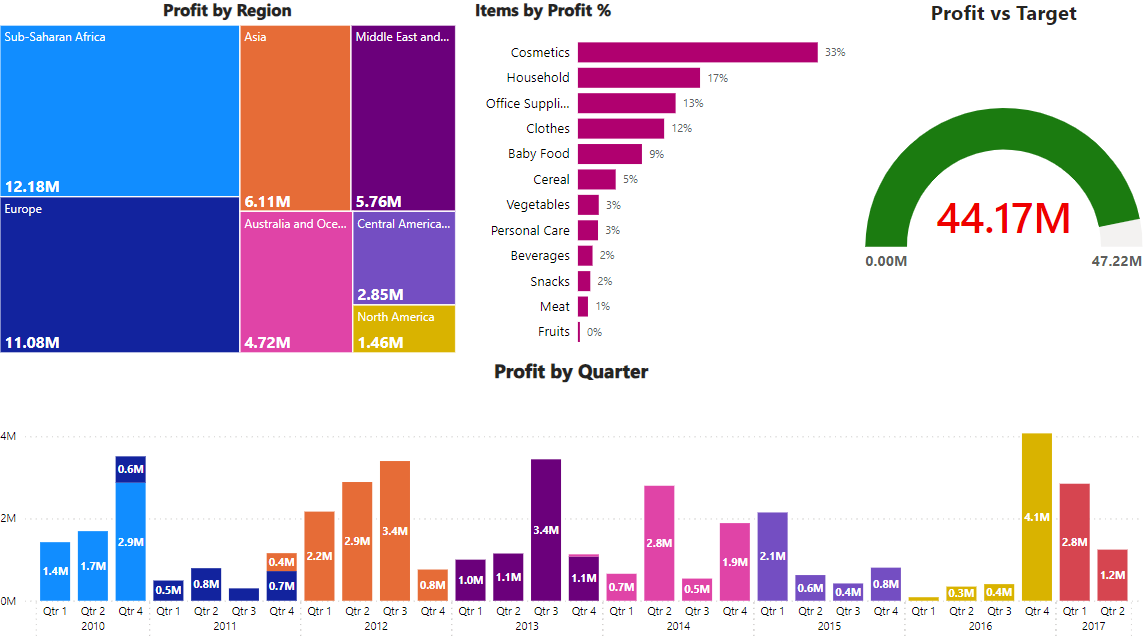 Profit by Region
Sub-Saharan Africa
12.18M
Europe
11.08M
Asia
6.11M
Middle East and...
5.76M
Australia and Oce...
4.72M
Central America...
2.85M
North America
1.46M
Items by Profit %
Cosmetics 33%
Household 17%
Office Suppli... 13%
Clothes 12%
Baby Food 9%
Cereal 5%
Vegetables 3%
Personal Care 3%
Beverages 2%
Snacks 2%
Meat 1%
Fruits 0%
Profit vs Target
44.17M
0.00M 47.22M
Profit by Quarter
4M
2M
0M
1.4M 1.7M 0.6M 2.9M 0.5M 0.8M 0.4M 0.7M 2.2M 2.9M 3.4M 0.8M 1.0M 1.1M 3.4M 1.1M 0.7M 2.8M 0.5M 1.9M 2.1M 0.6M 0.4M 0.8M 0.3M 0.4M 4.1M 2.8M 1.2M
Qtr 1 Qtr 2 Qtr 4 Qtr 1 Qtr 2 Qtr 3 Qtr 4 Qtr 1 Qtr 2 Qtr 3 Qtr 4 Qtr 1 Qtr 2 Qtr 3 Qtr 4 Qtr 1 Qtr 2 Qtr 3 Qtr 4 Qtr 1 Qtr 2 Qtr 3 Qtr 4 Qtr 1 Qtr 2 Qtr 3 Qtr 4 Qtr 1 Qtr 2
2010 2011 2012 2013 2014 2015 2016 2017